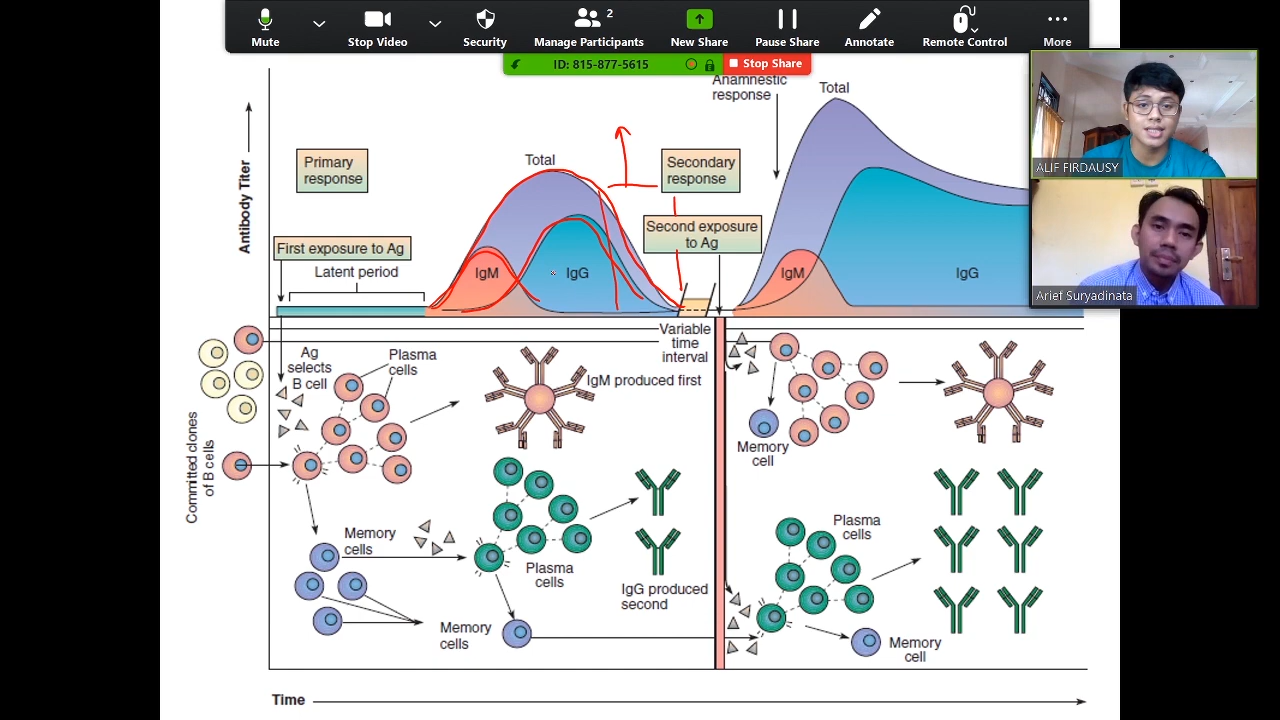 2
Mute
Stop Video
Security
Manage Participants
New Share
Pause Share
Annotate
Remote Control
More
ID: 815-877-5615
Stop Share
ALIF FIRDAUSY
Arief Suryadinata
Anamnestic
response
Total
Total
Antibody Titer
Primary
response
Secondary
response
Second exposure
to Ag
First exposure to Ag
Latent period
IgM
IgG
IgM
IgG
Variable
time
interval
Ag
selects
B cell
Plasma
cells
IgM produced first
Committed clones
of B cells
Memory
cell
Memory
cells
Plasma
cells
IgG produced
second
Plasma
cells
Memory
cells
Memory
cell
Time